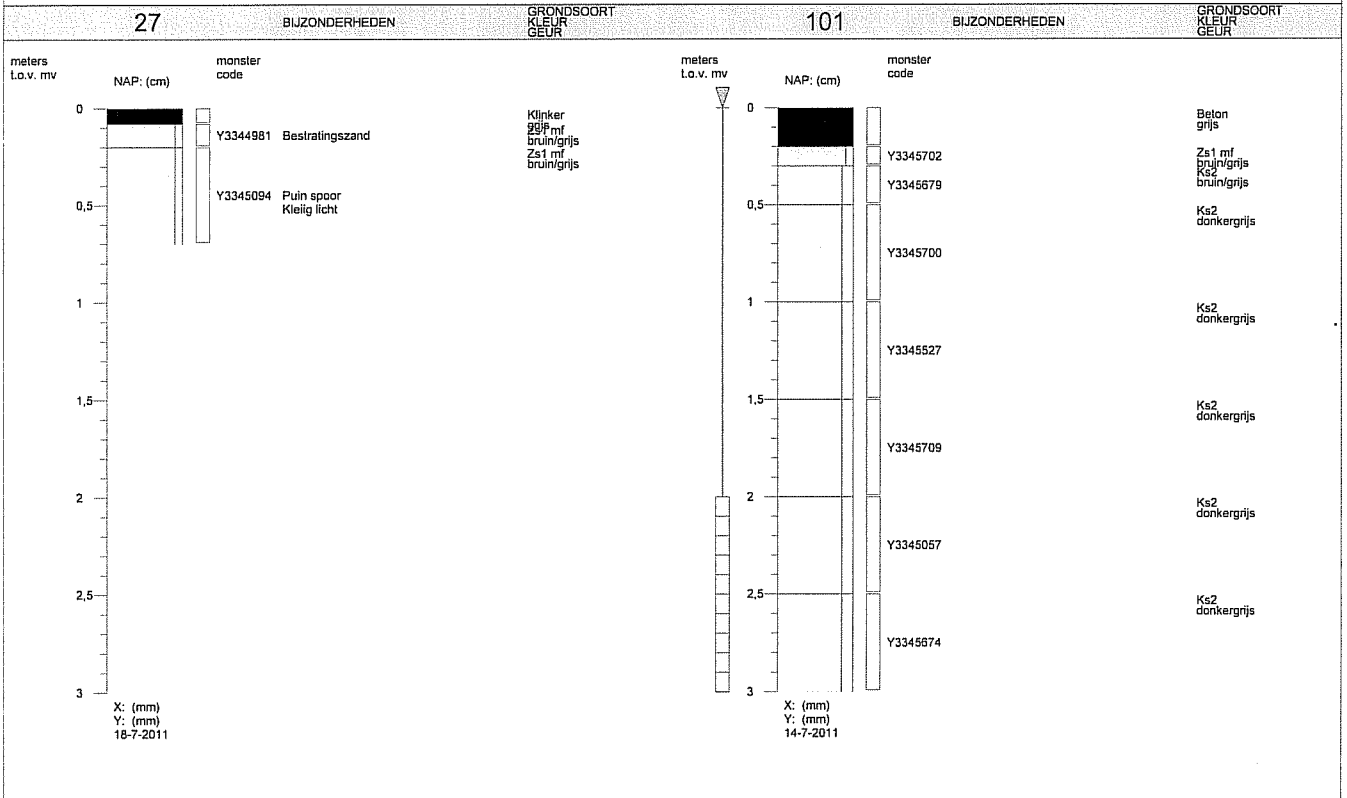 27 BIJZONDERHEDEN GRONDSOORT
KLEUR
GEUR
meters
t.o.v. mv
monster
code
NAP: (cm)
0
0,5
1
1,5
2
2,5
3
Y3344981 Bestratingszand
Y3345094 Puin spoor
Kleiig licht
Klinker
grijs
Zs1 mf
bruin/grijs
Zs1 mf
bruin/grijs
X: (mm)
Y: (mm)
18-7-2011
101 BIJZONDERHEDEN GRONDSOORT
KLEUR
GEUR
meters
t.o.v. mv
monster
code
NAP: (cm)
0
0,5
1
1,5
2
2,5
3
Y3345702
Y3345679
Y3345700
Y3345527
Y3345709
Y3345057
Y3345674
Beton
grijs
Zs1 mf
bruin/grijs
Ks2
bruin/grijs
Ks2
donkergrijs
Ks2
donkergrijs
Ks2
donkergrijs
Ks2
donkergrijs
Ks2
donkergrijs
X: (mm)
Y: (mm)
14-7-2011